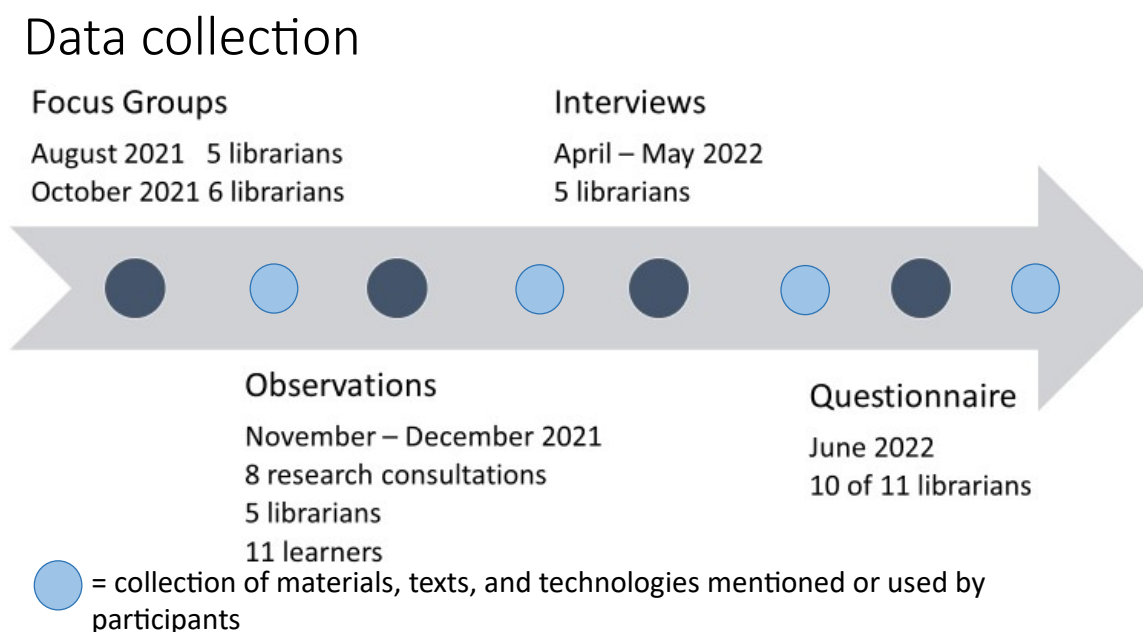 Data collection
Focus Groups
August 2021 5 librarians
October 2021 6 librarians
Interviews
April – May 2022
5 librarians
Observations
November – December 2021
8 research consultations
5 librarians
11 learners
Questionnaire
June 2022
10 of 11 librarians
= collection of materials, texts, and technologies mentioned or used by
participants